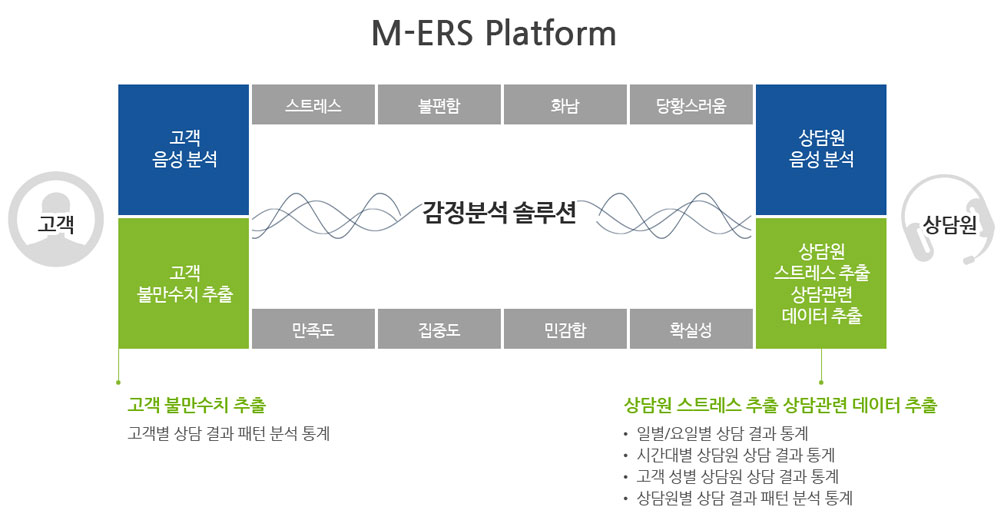 M-ERS Platform
스트레스
불편함
화남
당황스러움
고객
음성 분석
상담원
음성 분석
고객
감정분석 솔루션
상담원
고객
불만수치 추출
상담원
스트레스 추출
상담관련
데이터 추출
만족도
집중도
민감함
확실성
고객 불만수치 추출
고객별 상담 결과 패턴 분석 통계
상담원 스트레스 추출 상담관련 데이터 추출
• 일별/요일별 상담 결과 통계
• 시간대별 상담원 상담 결과 통게
• 고객 성별 상담원 상담 결과 통계
• 상담원별 상담 결과 패턴 분석 통계